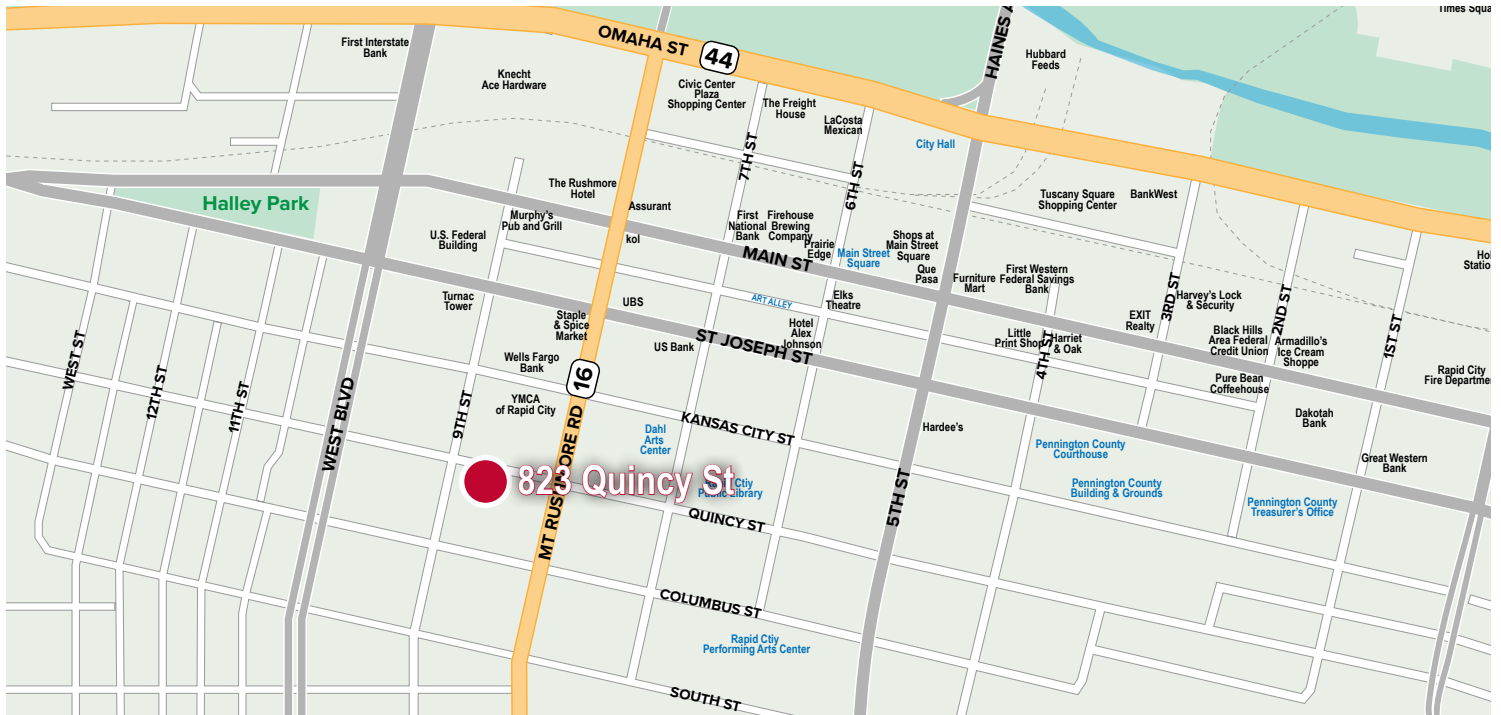 Times Squa
First Interstate
Bank
OMAHA ST
44
HAINES A
Hubbard
Feeds
Knecht
Ace Hardware
Civic Center
Plaza
Shopping Center
The Freight
House
LaCosta
Mexican
City Hall
7TH ST
6TH ST
Halley Park
The Rushmore
Hotel
Assurant
Murphy's
Pub and Grill
kol
U.S. Federal
Building
First
National
Bank
Firehouse
Brewing
Company
Prairie
Edge
MAIN ST
Main Street
Square
Shops at
Main Street
Square
Que
Pasa
Tuscany Square
Shopping Center
BankWest
Furniture
Mart
First Western
Federal Savings
Bank
3RD ST
Harvey's Lock
& Security
2ND ST
1ST ST
Turnac
Tower
UBS
Staple
& Spice
Market
ART ALLEY
Elks
Theatre
Hotel
Alex
Johnson
US Bank
ST JOSEPH ST
Little
Print Shop
4TH ST
Harriet
& Oak
EXIT
Realty
Black Hills
Area Federal
Credit Union
Armadillo's
Ice Cream
Shoppe
Pure Bean
Coffeehouse
Rapid City
Fire Departme
WEST ST
12TH ST
11TH ST
WEST BLVD
9TH ST
Wells Fargo
Bank
16
YMCA
of Rapid City
MT RUSHMORE RD
KANSAS CITY ST
Dahl
Arts
Center
Hardee's
Dakotah
Bank
Pennington County
Courthouse
Great Western
Bank
823 Quincy St
Ctiy
Public Library
5TH ST
Pennington County
Building & Grounds
Pennington County
Treasurer's Office
QUINCY ST
COLUMBUS ST
Rapid Ctiy
Performing Arts Center
SOUTH ST